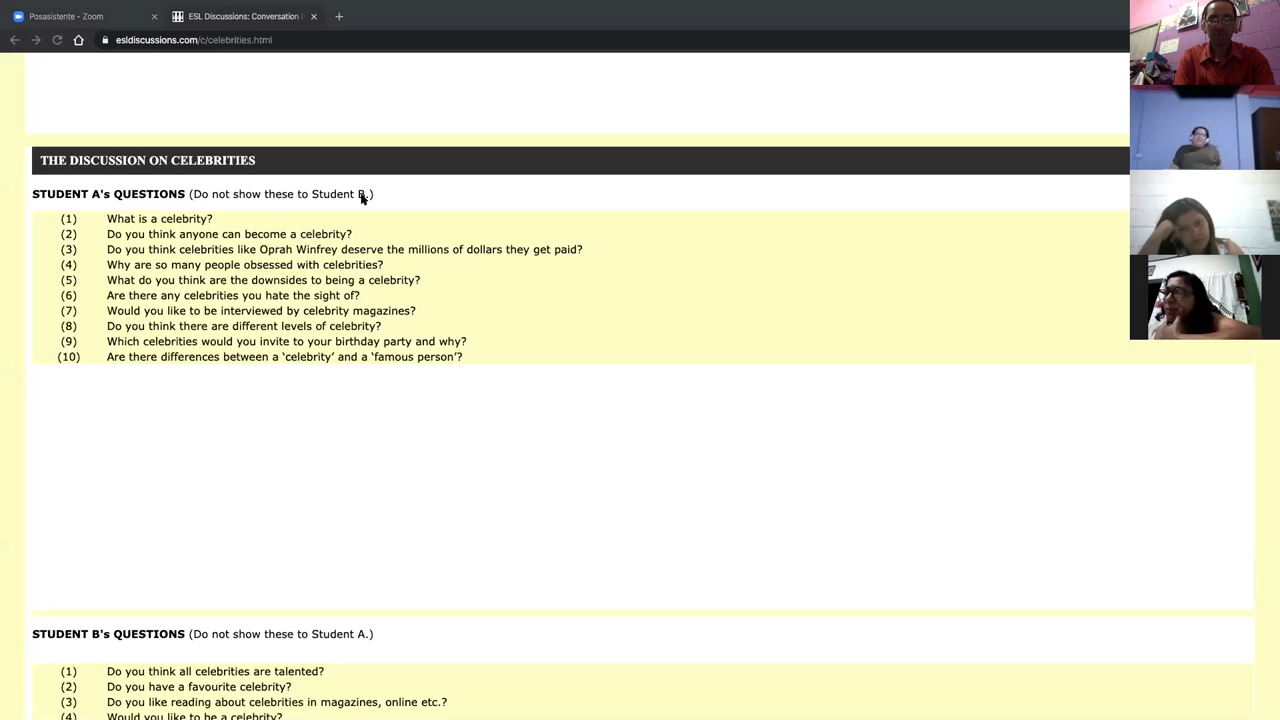 Posasistente - Zoom
ESL Discussions: Conversation
esldiscussions.com/c/celebrities.html
THE DISCUSSION ON CELEBRITIES
STUDENT A's QUESTIONS (Do not show these to Student B.)
(1) What is a celebrity?
(2) Do you think anyone can become a celebrity?
(3) Do you think celebrities like Oprah Winfrey deserve the millions of dollars they get paid?
(4) Why are so many people obsessed with celebrities?
(5) What do you think are the downsides to being a celebrity?
(6) Are there any celebrities you hate the sight of?
(7) Would you like to be interviewed by celebrity magazines?
(8) Do you think there are different levels of celebrity?
(9) Which celebrities would you invite to your birthday party and why?
(10) Are there differences between a ‘celebrity’ and a ‘famous person’?
STUDENT B's QUESTIONS (Do not show these to Student A.)
(1) Do you think all celebrities are talented?
(2) Do you have a favourite celebrity?
(3) Do you like reading about celebrities in magazines, online etc.?
(4) Would you like to be a celebrity?